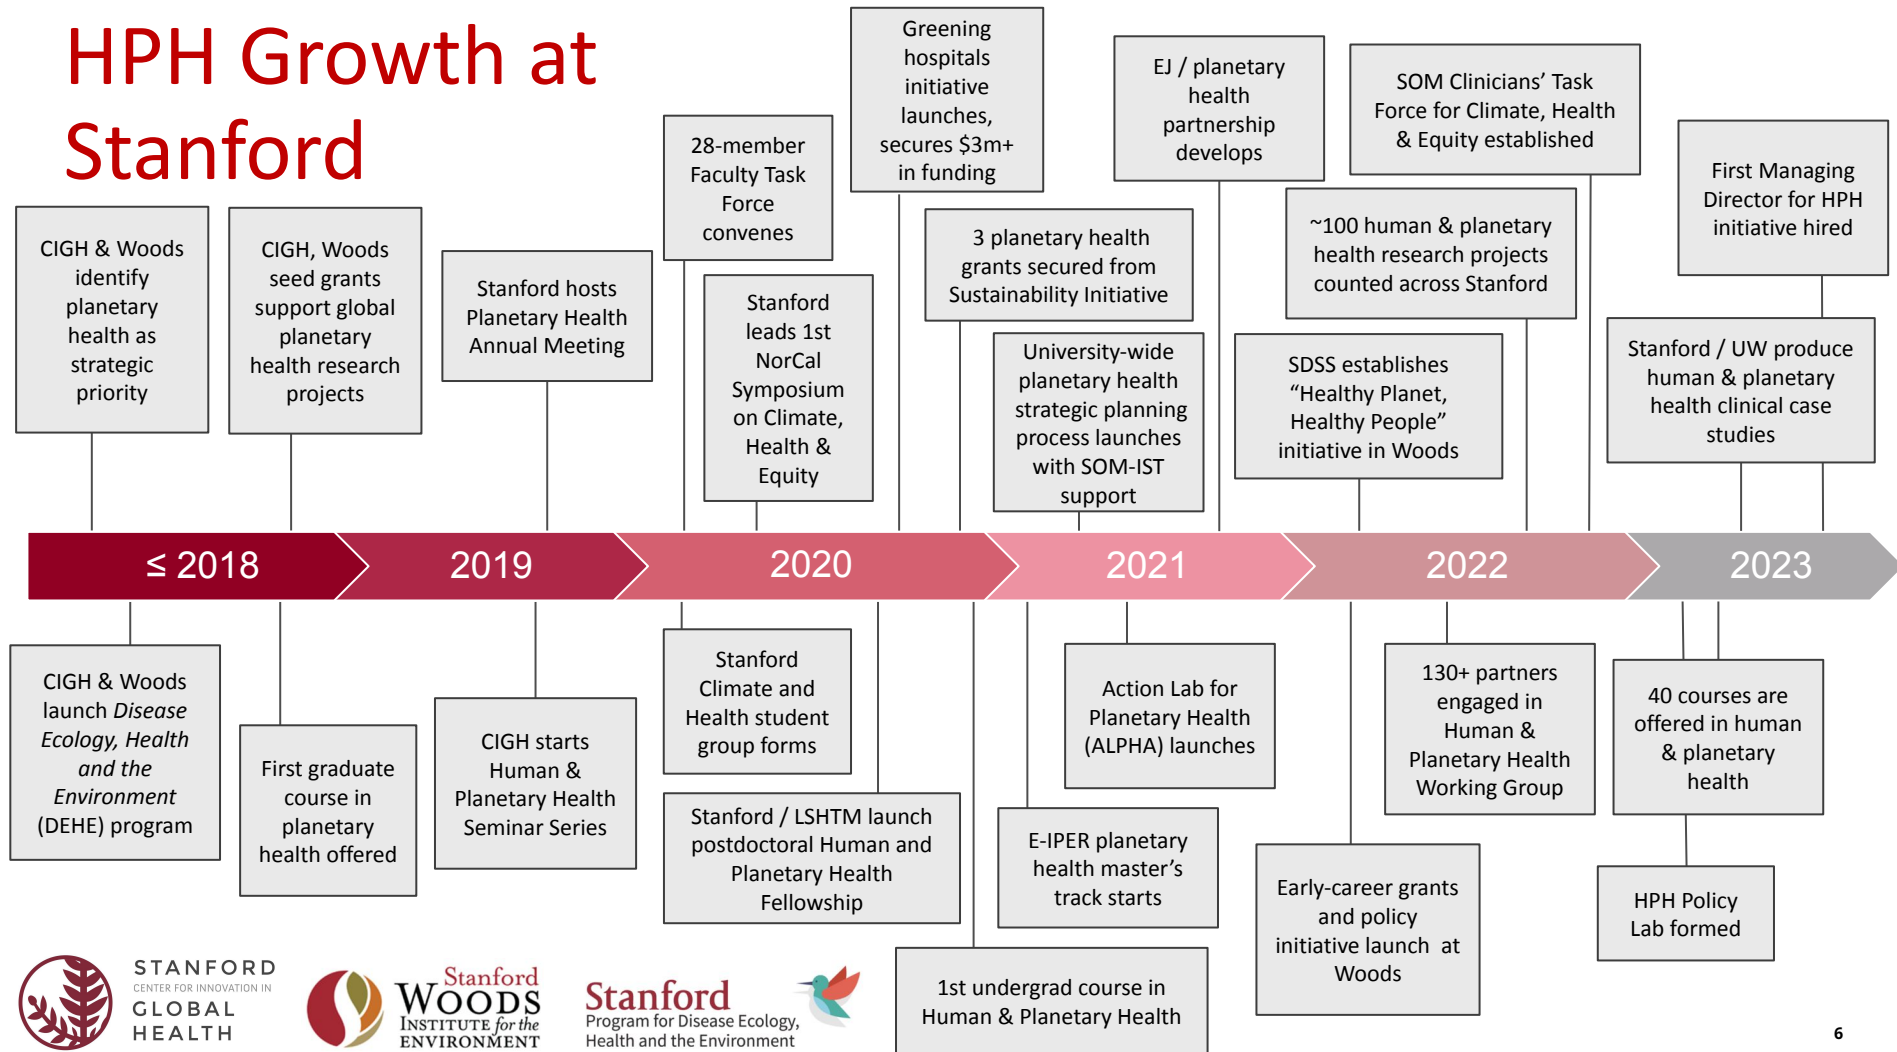 HPH Growth at
Stanford
CIGH & Woods
identify
planetary
health as
strategic
priority
CIGH, Woods
seed grants
support global
planetary
health research
projects
Stanford hosts
Planetary Health
Annual Meeting
28-member
Faculty Task
Force
convenes
Stanford
leads 1st
NorCal
Symposium
on Climate,
Health &
Equity
Greening
hospitals
initiative
launches,
secures $3m+
in funding
3 planetary health
grants secured from
Sustainability Initiative
University-wide
planetary health
strategic planning
process launches
with SOM-IST
support
EJ / planetary
health
partnership
develops
SOM Clinicians’ Task
Force for Climate, Health
& Equity established
~100 human & planetary
health research projects
counted across Stanford
SDSS establishes
“Healthy Planet,
Healthy People”
initiative in Woods
First Managing
Director for HPH
initiative hired
Stanford / UW produce
human & planetary
health clinical case
studies
≤ 2018
2019
2020
2021
2022
2023
CIGH & Woods
launch Disease
Ecology, Health
and the
Environment
(DEHE) program
First graduate
course in
planetary
health offered
CIGH starts
Human &
Planetary Health
Seminar Series
Stanford
Climate and
Health student
group forms
Stanford / LSHTM launch
postdoctoral Human and
Planetary Health
Fellowship
1st undergrad course in
Human & Planetary Health
E-IPER planetary
health master’s
track starts
Action Lab for
Planetary Health
(ALPHA) launches
Early-career grants
and policy
initiative launch at
Woods
130+ partners
engaged in
Human &
Planetary Health
Working Group
40 courses are
offered in human
& planetary
health
HPH Policy
Lab formed
STANFORD
CENTER FOR INNOVATION IN
GLOBAL
HEALTH
Stanford
WOODS
INSTITUTE for the
ENVIRONMENT
Stanford
Program for Disease Ecology,
Health and the Environment
6